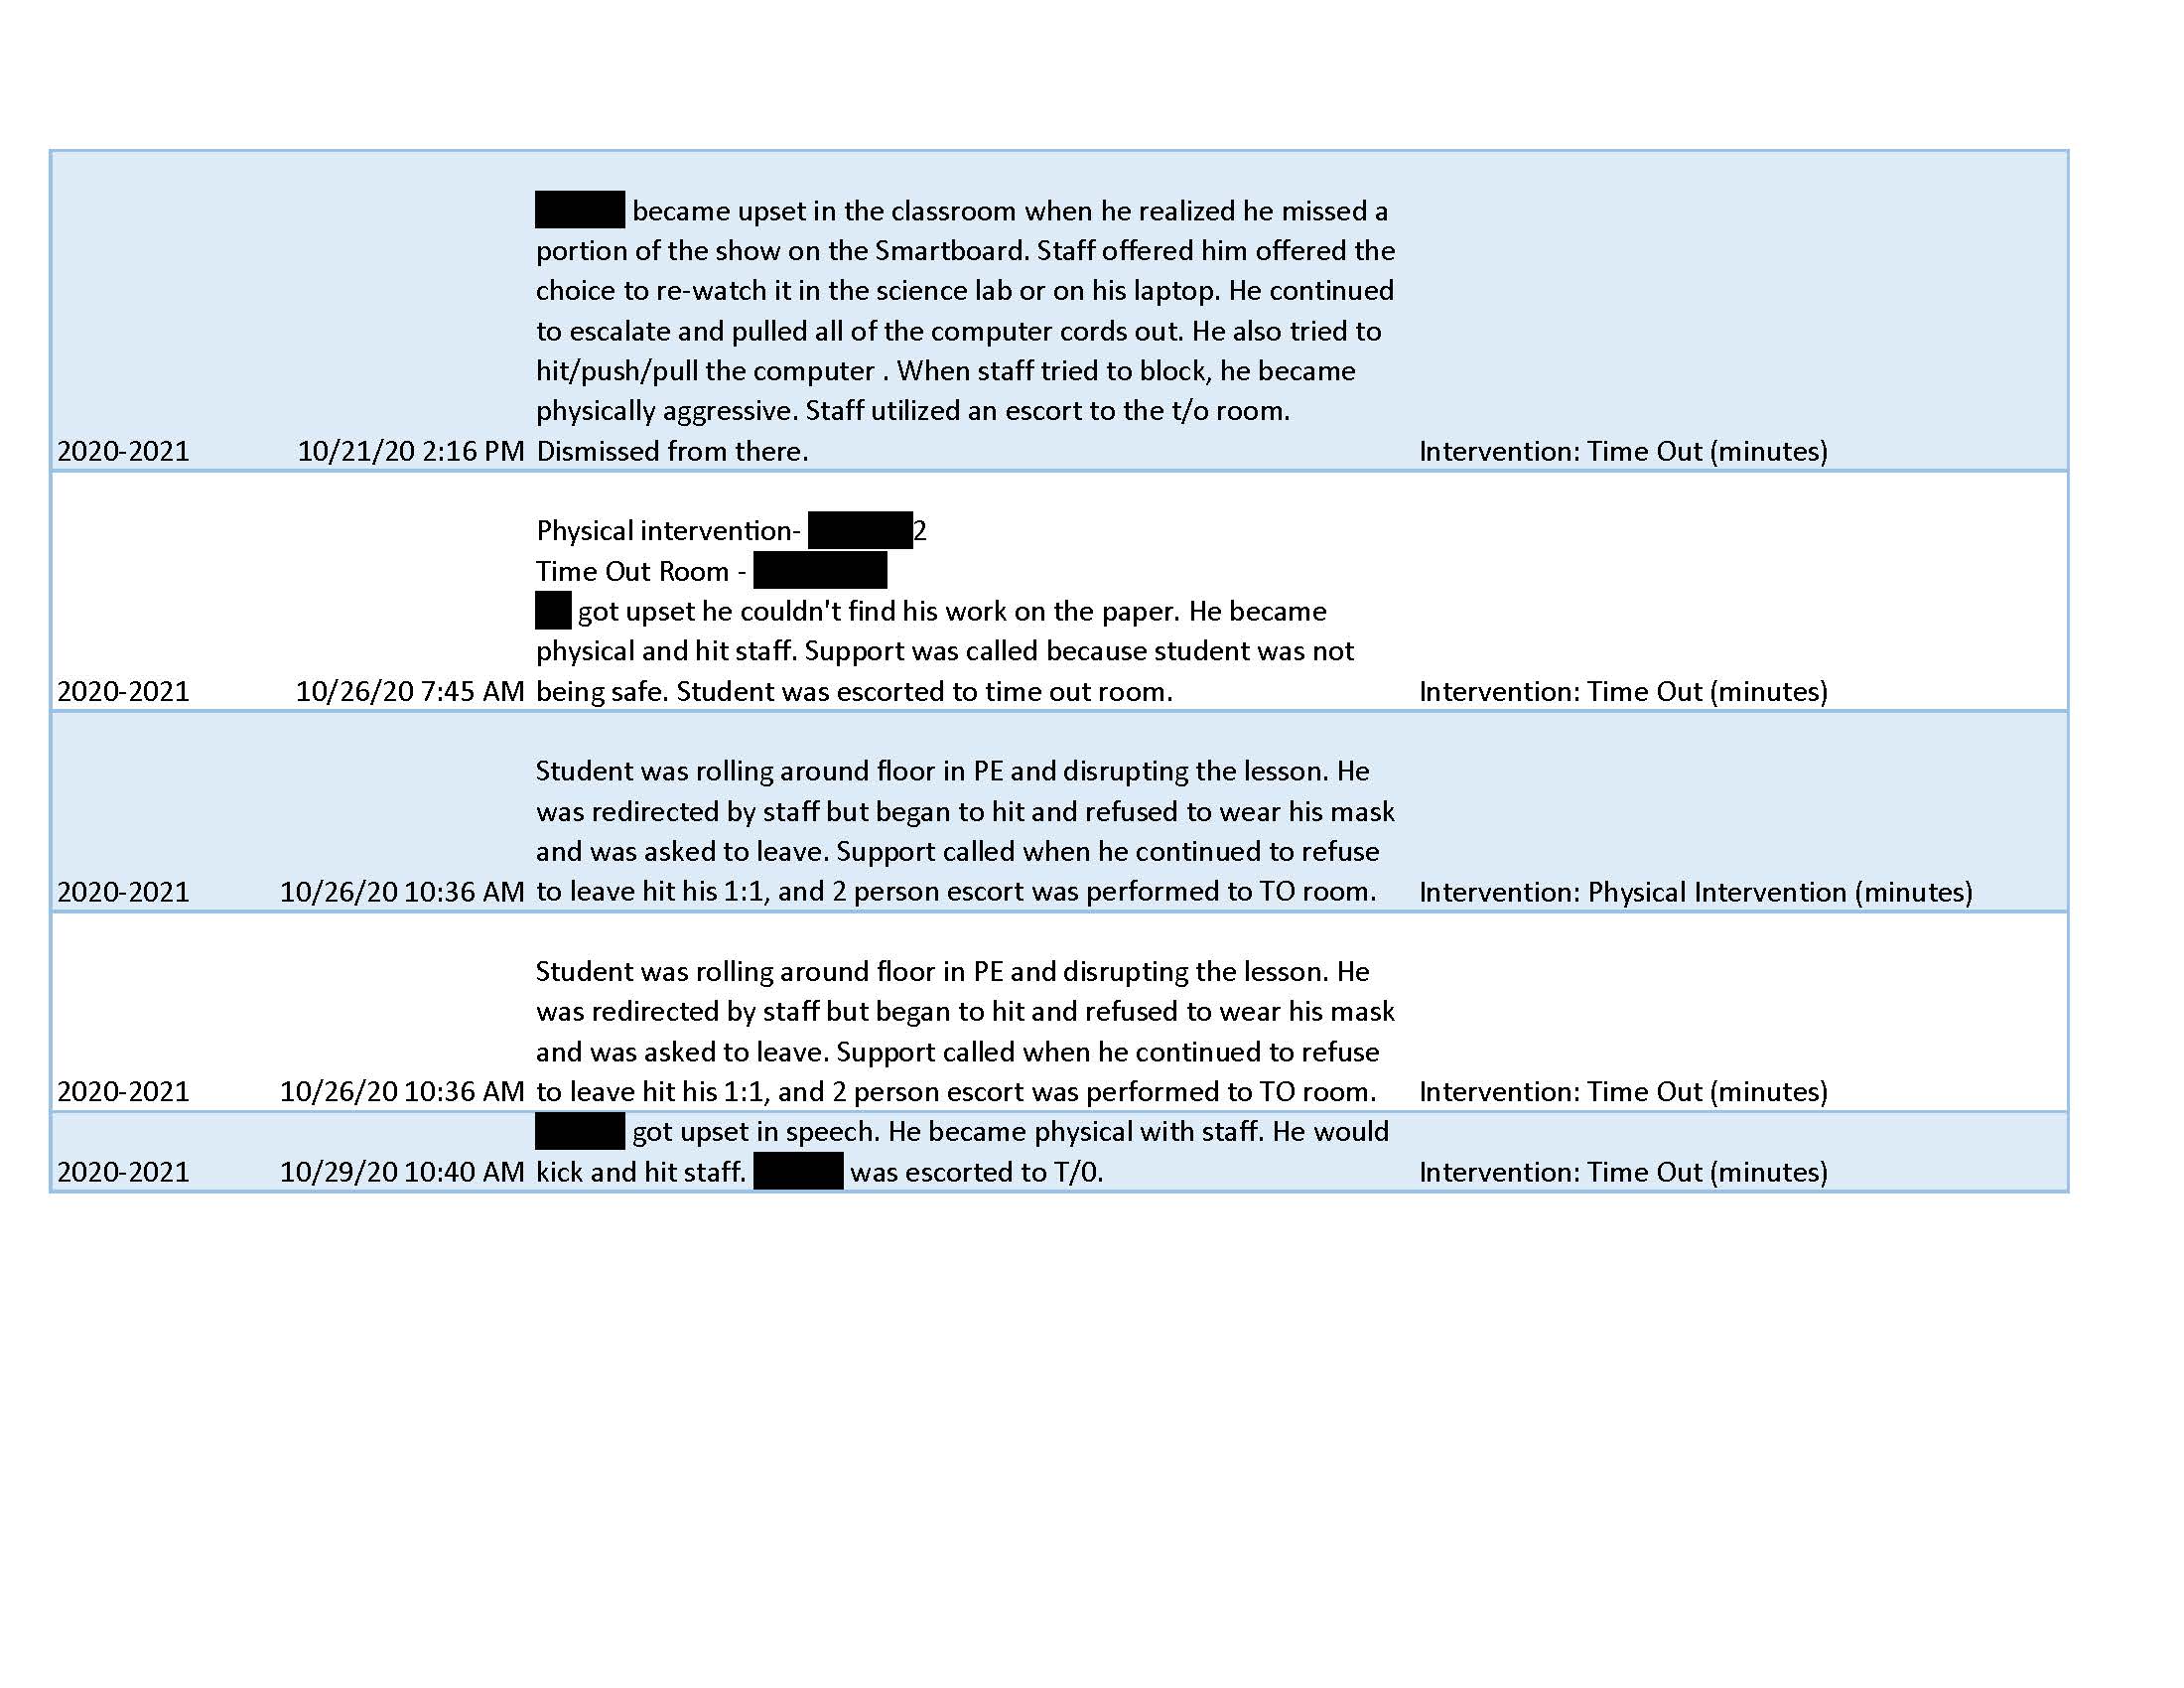 became upset in the classroom when he realized he missed a
portion of the show on the Smartboard. Staff offered him offered the
choice to re-watch it in the science lab or on his laptop. He continued
to escalate and pulled all of the computer cords out. He also tried to
hit/push/pull the computer . When staff tried to block, he became
physically aggressive. Staff utilized an escort to the t/o room.
2020-2021 10/21/20 2:16 PM Dismissed from there. Intervention: Time Out (minutes)
Physical intervention- 2
Time Out Room -
got upset he couldn't find his work on the paper. He became
physical and hit staff. Support was called because student was not
2020-2021 10/26/20 7:45 AM being safe. Student was escorted to time out room. Intervention: Time Out (minutes)
Student was rolling around floor in PE and disrupting the lesson. He
was redirected by staff but began to hit and refused to wear his mask
and was asked to leave. Support called when he continued to refuse
2020-2021 10/26/20 10:36 AM to leave hit his 1:1, and 2 person escort was performed to TO room. Intervention: Physical Intervention (minutes)
Student was rolling around floor in PE and disrupting the lesson. He
was redirected by staff but began to hit and refused to wear his mask
and was asked to leave. Support called when he continued to refuse
2020-2021 10/26/20 10:36 AM to leave hit his 1:1, and 2 person escort was performed to TO room. Intervention: Time Out (minutes)
got upset in speech. He became physical with staff. He would
2020-2021 10/29/20 10:40 AM kick and hit staff. was escorted to T/0. Intervention: Time Out (minutes)